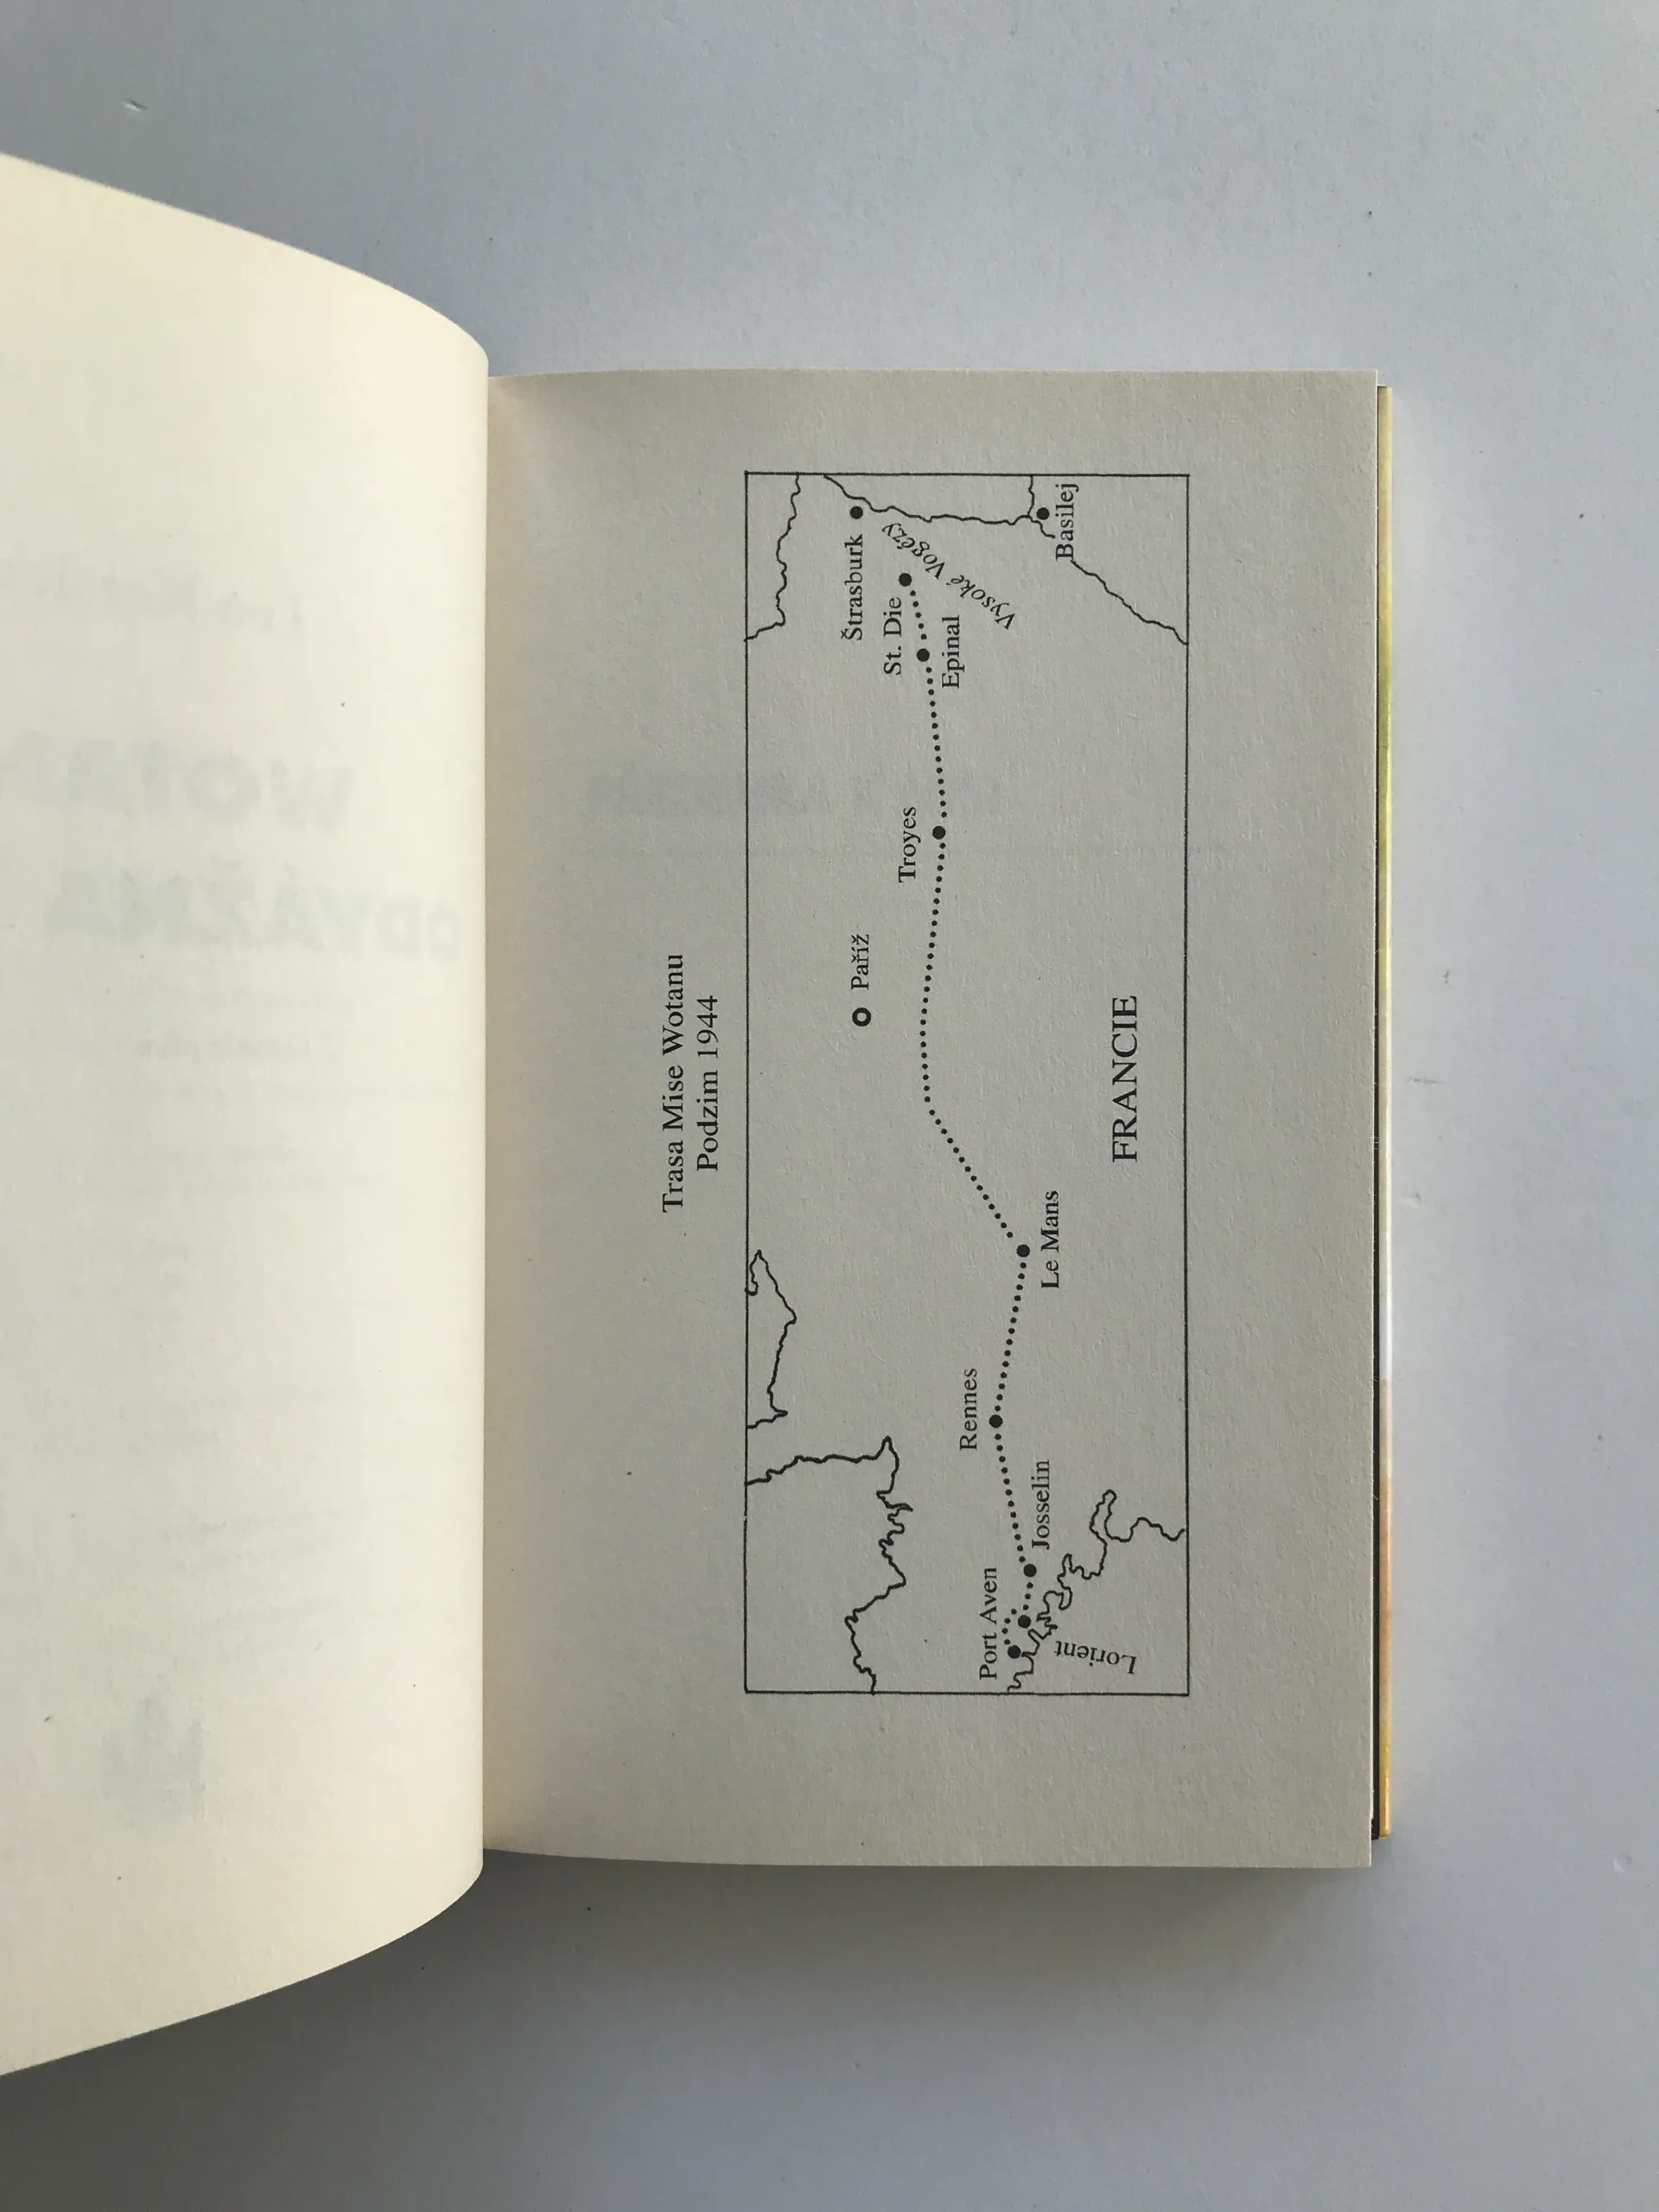 Trasa Mise Wotanu
Podzim 1944
Štrasburk
St. Die
Vysoké Vogézy
Epinal
Basilej
Troyes
Paříž
FRANCIE
Le Mans
Rennes
Josselin
Port Aven
Lorient